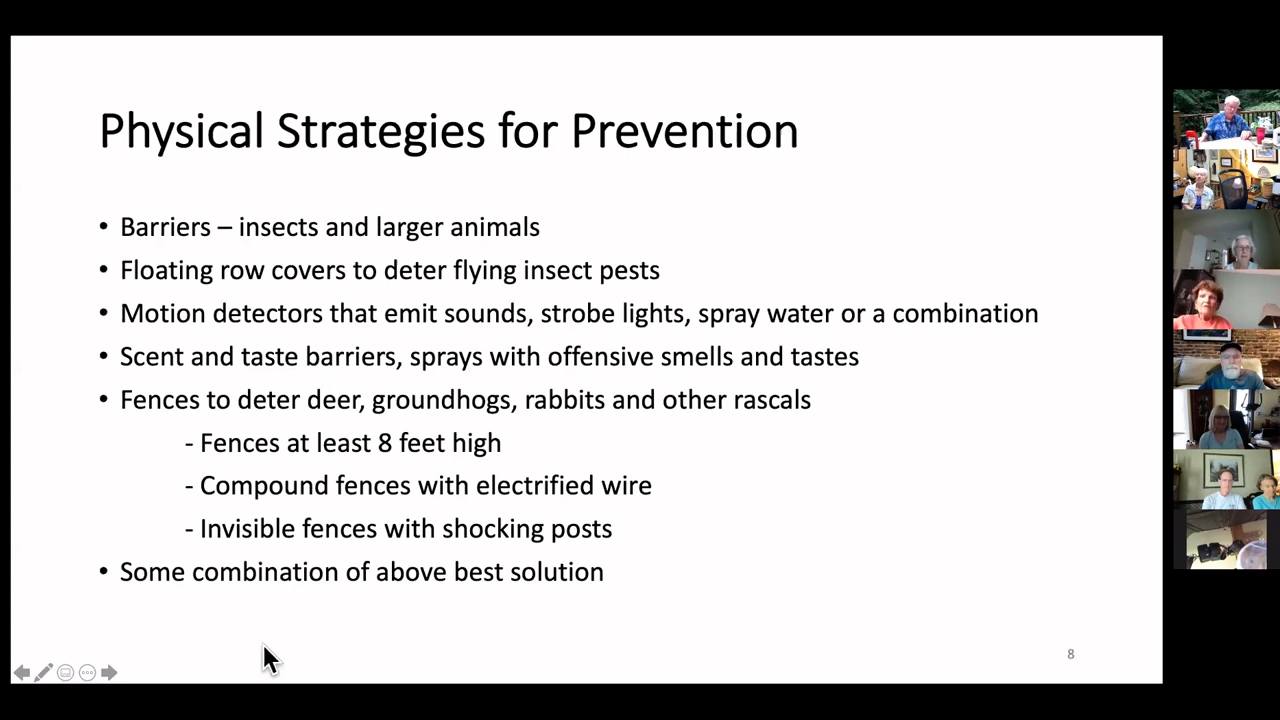 Physical Strategies for Prevention
• Barriers – insects and larger animals
• Floating row covers to deter flying insect pests
• Motion detectors that emit sounds, strobe lights, spray water or a combination
• Scent and taste barriers, sprays with offensive smells and tastes
• Fences to deter deer, groundhogs, rabbits and other rascals
- Fences at least 8 feet high
- Compound fences with electrified wire
- Invisible fences with shocking posts
• Some combination of above best solution
8